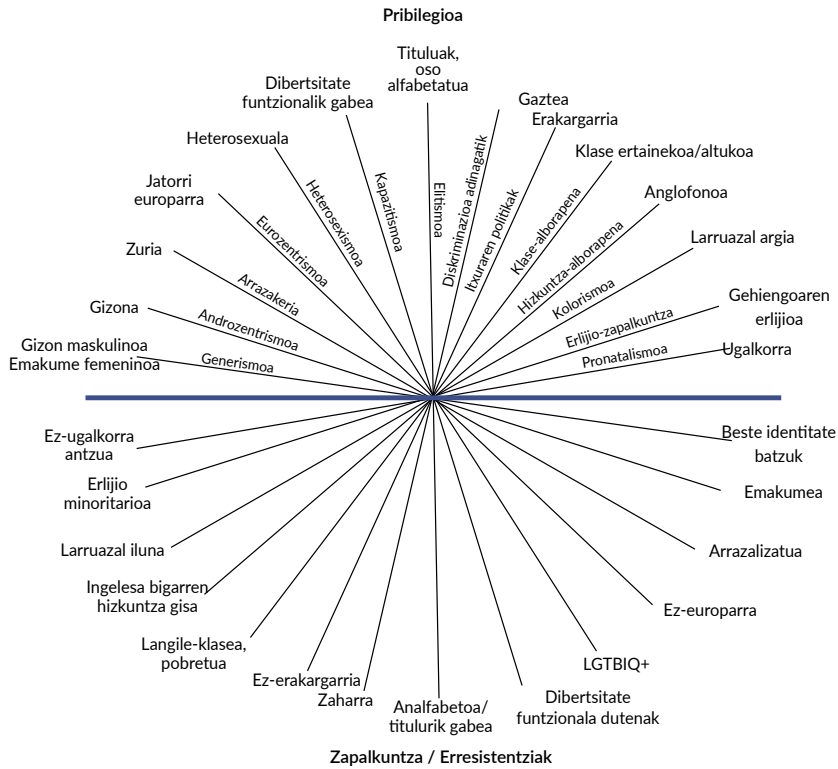 Pribilegioa
Tituluak,
oso
alfabetatua
Dibertsitate
funtzionalik gabea
Gaztea
Erakargarria
Heterosexuala
Klase ertainekoa/altukoa
Jatorri
europarra
Anglofonoa
Zuria
Larruazal argia
Gizona
Gehiengoaren
erlijioa
Gizon maskulinoa
Emakume femeninoa
Ugalkorra
Generismoa
Androzentrismoa
Arrazakeria
Eurozentrismoa
Heterosexismoa
Kapazitismoa
Elitismoa
Diskriminazioa adinagatik
Itxuraren politikak
Klase-alborapena
Hizkuntza-alborapena
Kolorismoa
Erlijio-zapalkuntza
Pronatalismoa
Ez-ugalkorra
antzua
Beste identitate
batzuk
Erlijio
minoritarioa
Emakumea
Larruazal iluna
Arrazalizatua
Ingelesa bigarren
hizkuntza gisa
Ez-europarra
Langile-klasea,
pobretua
LGTBIQ+
Ez-erakargarria
Zaharra
Analfabetoa/
titulurik gabea
Dibertsitate
funtzionala dutenak
Zapalkuntza / Erresistentziak